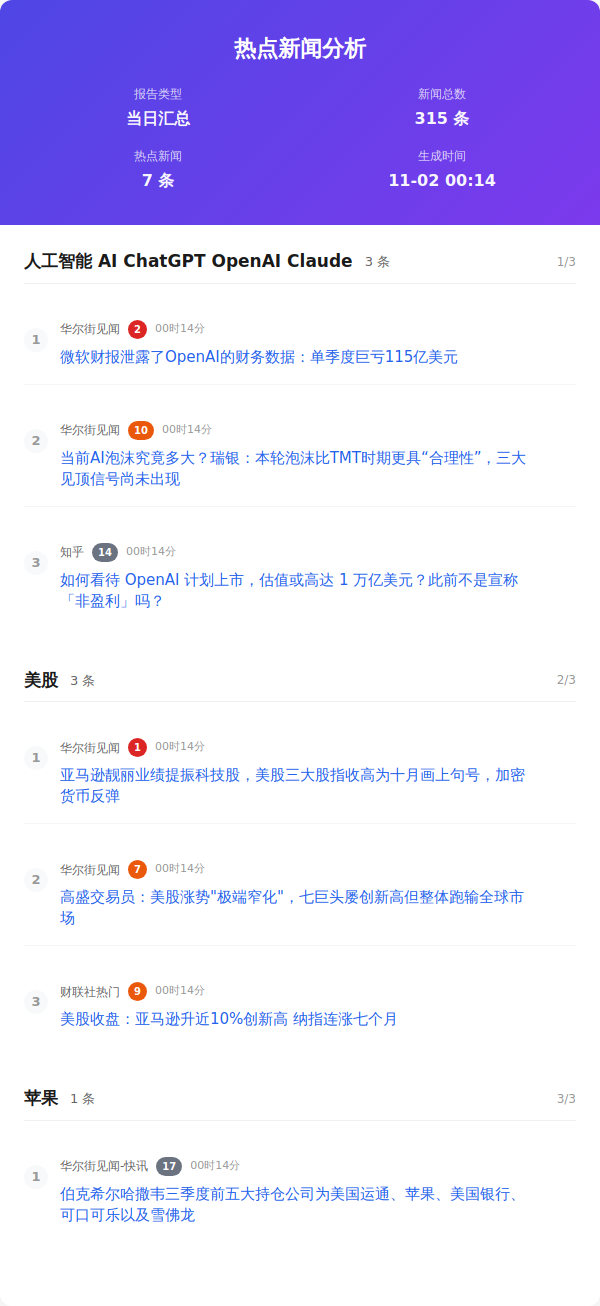 热点新闻分析
报告类型
当日汇总
新闻总数
315 条
热点新闻
7 条
生成时间
11-02 00:14
人工智能 AI ChatGPT OpenAI Claude 3 条 1/3
1
华尔街见闻 2 00时14分
微软财报泄露了OpenAI的财务数据：单季度巨亏115亿美元
2
华尔街见闻 10 00时14分
当前AI泡沫究竟多大？瑞银：本轮泡沫比TMT时期更具“合理性”，三大
见顶信号尚未出现
3
知乎 14 00时14分
如何看待 OpenAI 计划上市，估值或高达 1 万亿美元？此前不是宣称
「非盈利」吗？
美股 3 条 2/3
1
华尔街见闻 1 00时14分
亚马逊靓丽业绩提振科技股，美股三大股指收高为十月画上句号，加密
货币反弹
2
华尔街见闻 7 00时14分
高盛交易员：美股涨势"极端窄化"，七巨头屡创新高但整体跑输全球市
场
3
财联社热门 9 00时14分
美股收盘：亚马逊升近10%创新高 纳指连涨七个月
苹果 1 条 3/3
1
华尔街见闻-快讯 17 00时14分
伯克希尔哈撒韦三季度前五大持仓公司为美国运通、苹果、美国银行、
可口可乐以及雪佛龙